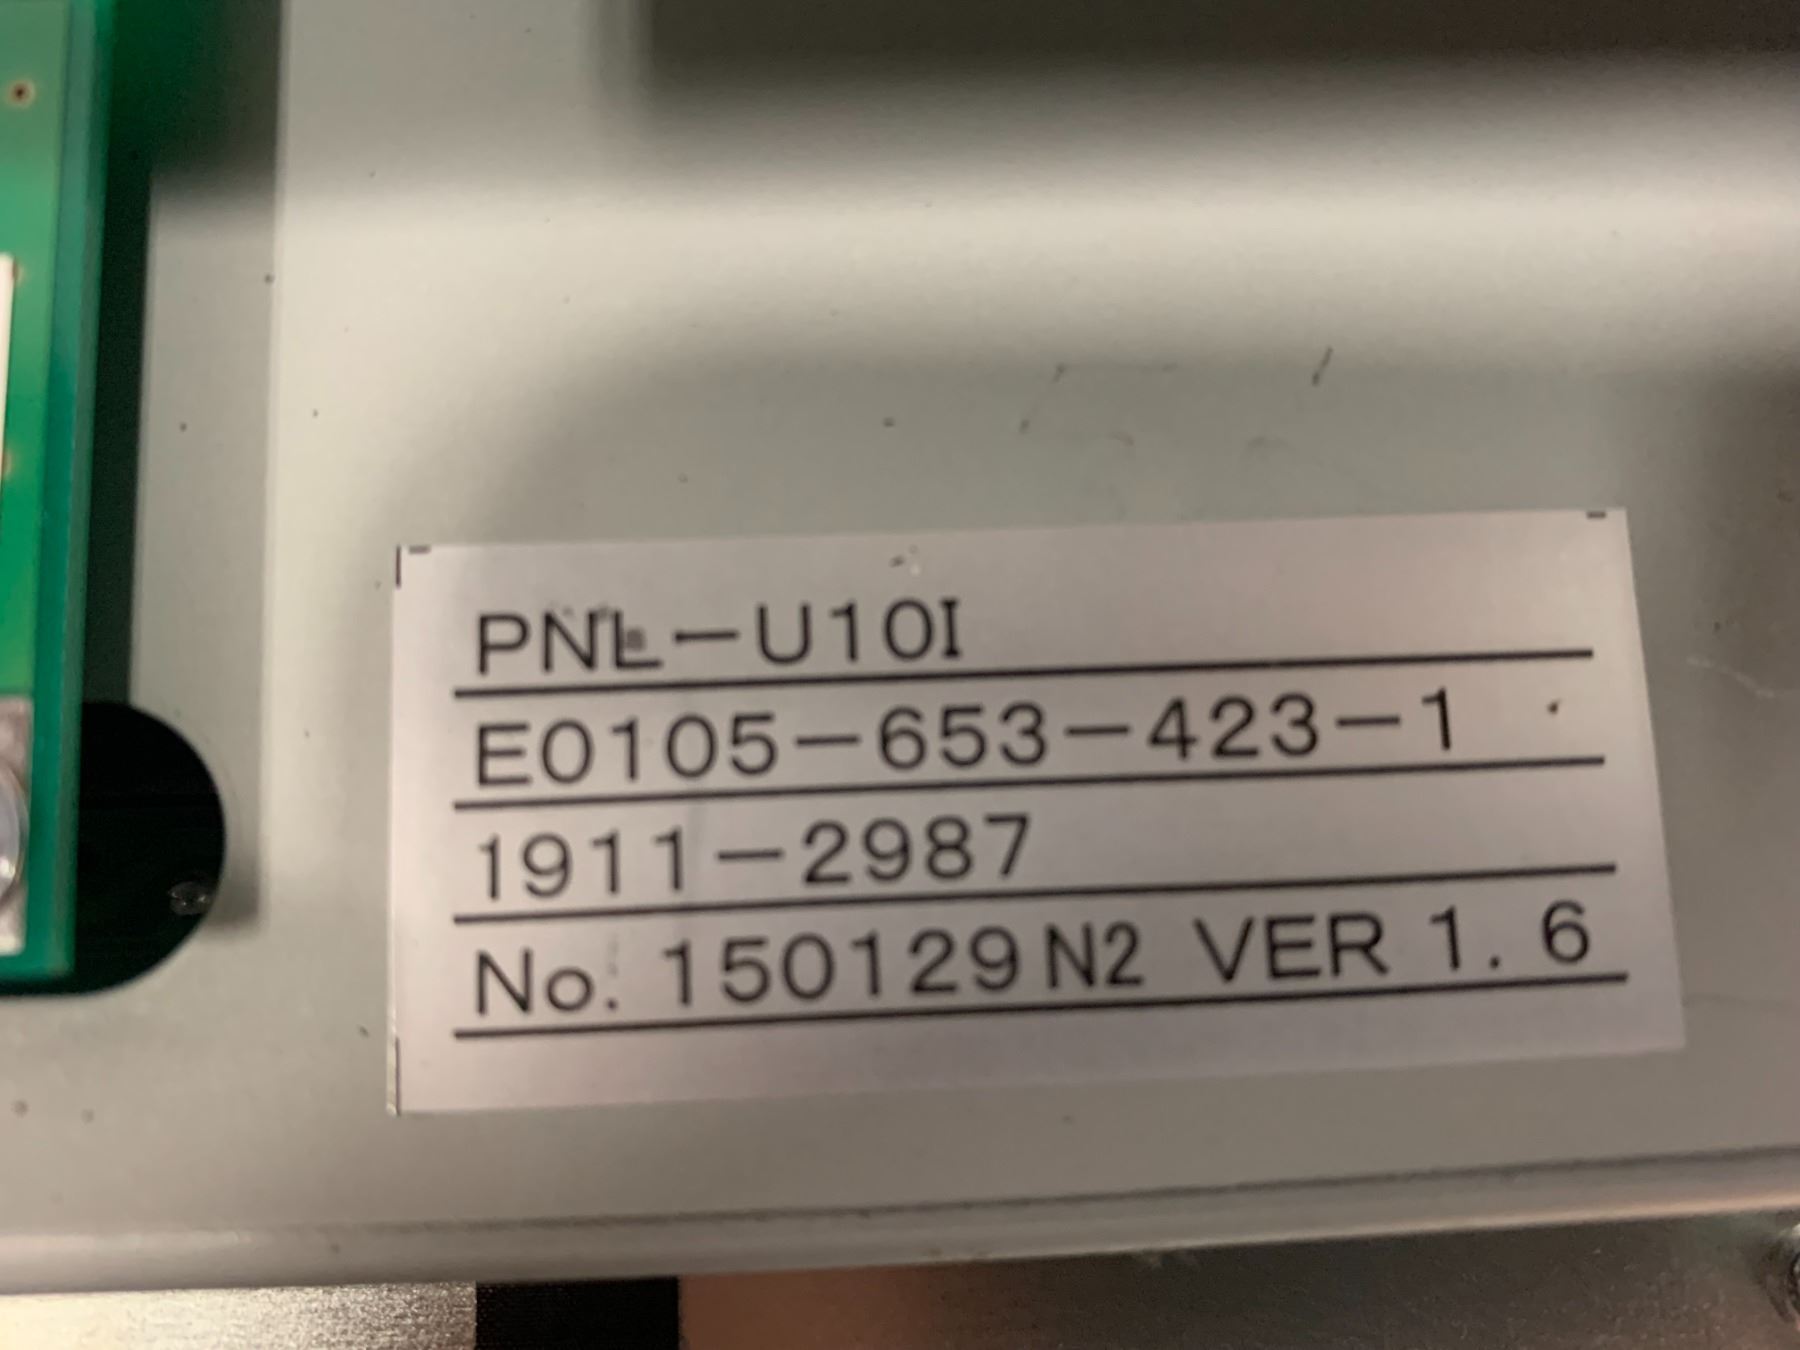 PNL-U10I
E0105-653-423-1
1911-2987
No. 150129N2 VER 1. 6